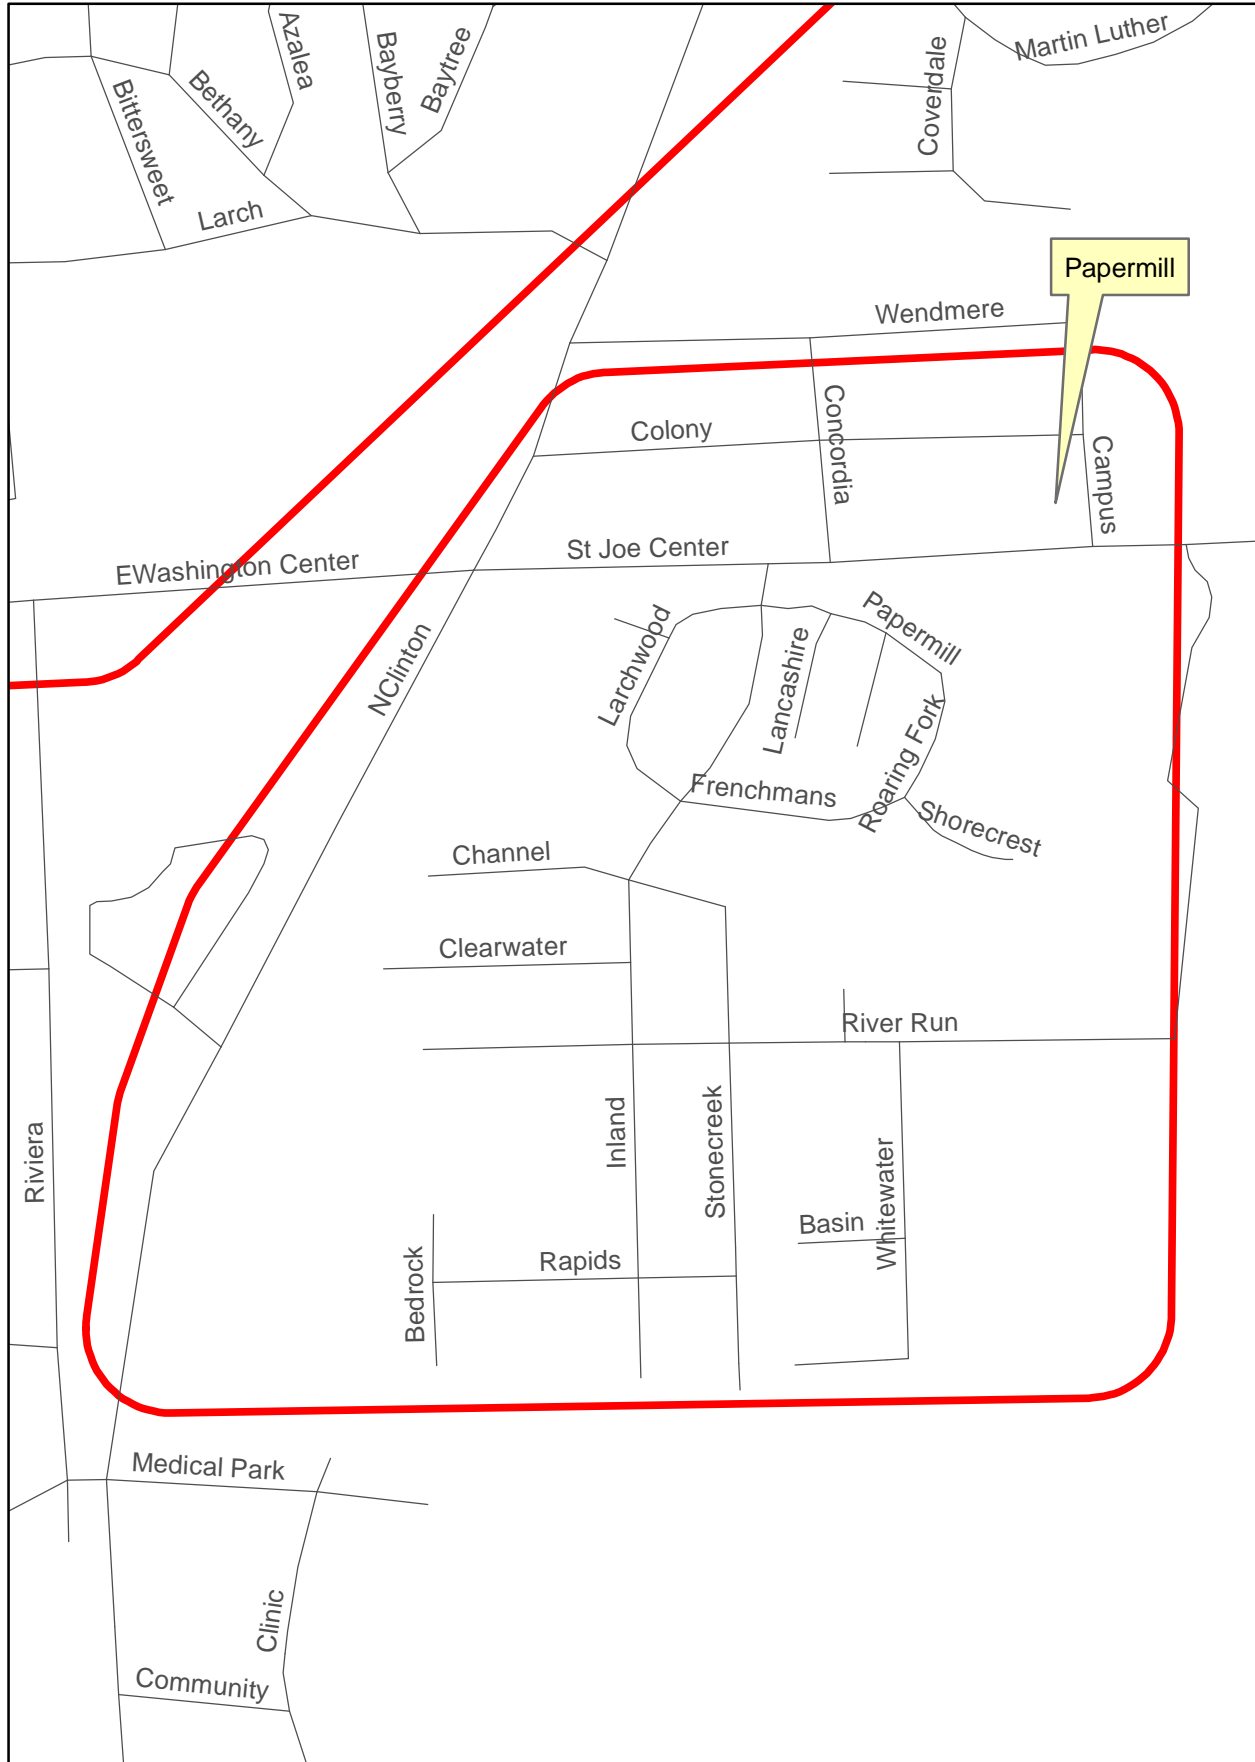 Martin Luther
Azalea
Bayberry
Baytree
Coverdale
Bittersweet
Bethany
Larch
Papermill
Wendmere
Colony
Concordia
Campus
EWashington Center
St Joe Center
NClinton
Larchwood
Lancashire
Papermill
Roaring Fork
Frenchmans
Shorecrest
Channel
Clearwater
River Run
Riviera
Inland
Stonecreek
Whitewater
Basin
Bedrock
Rapids
Medical Park
Clinic
Community